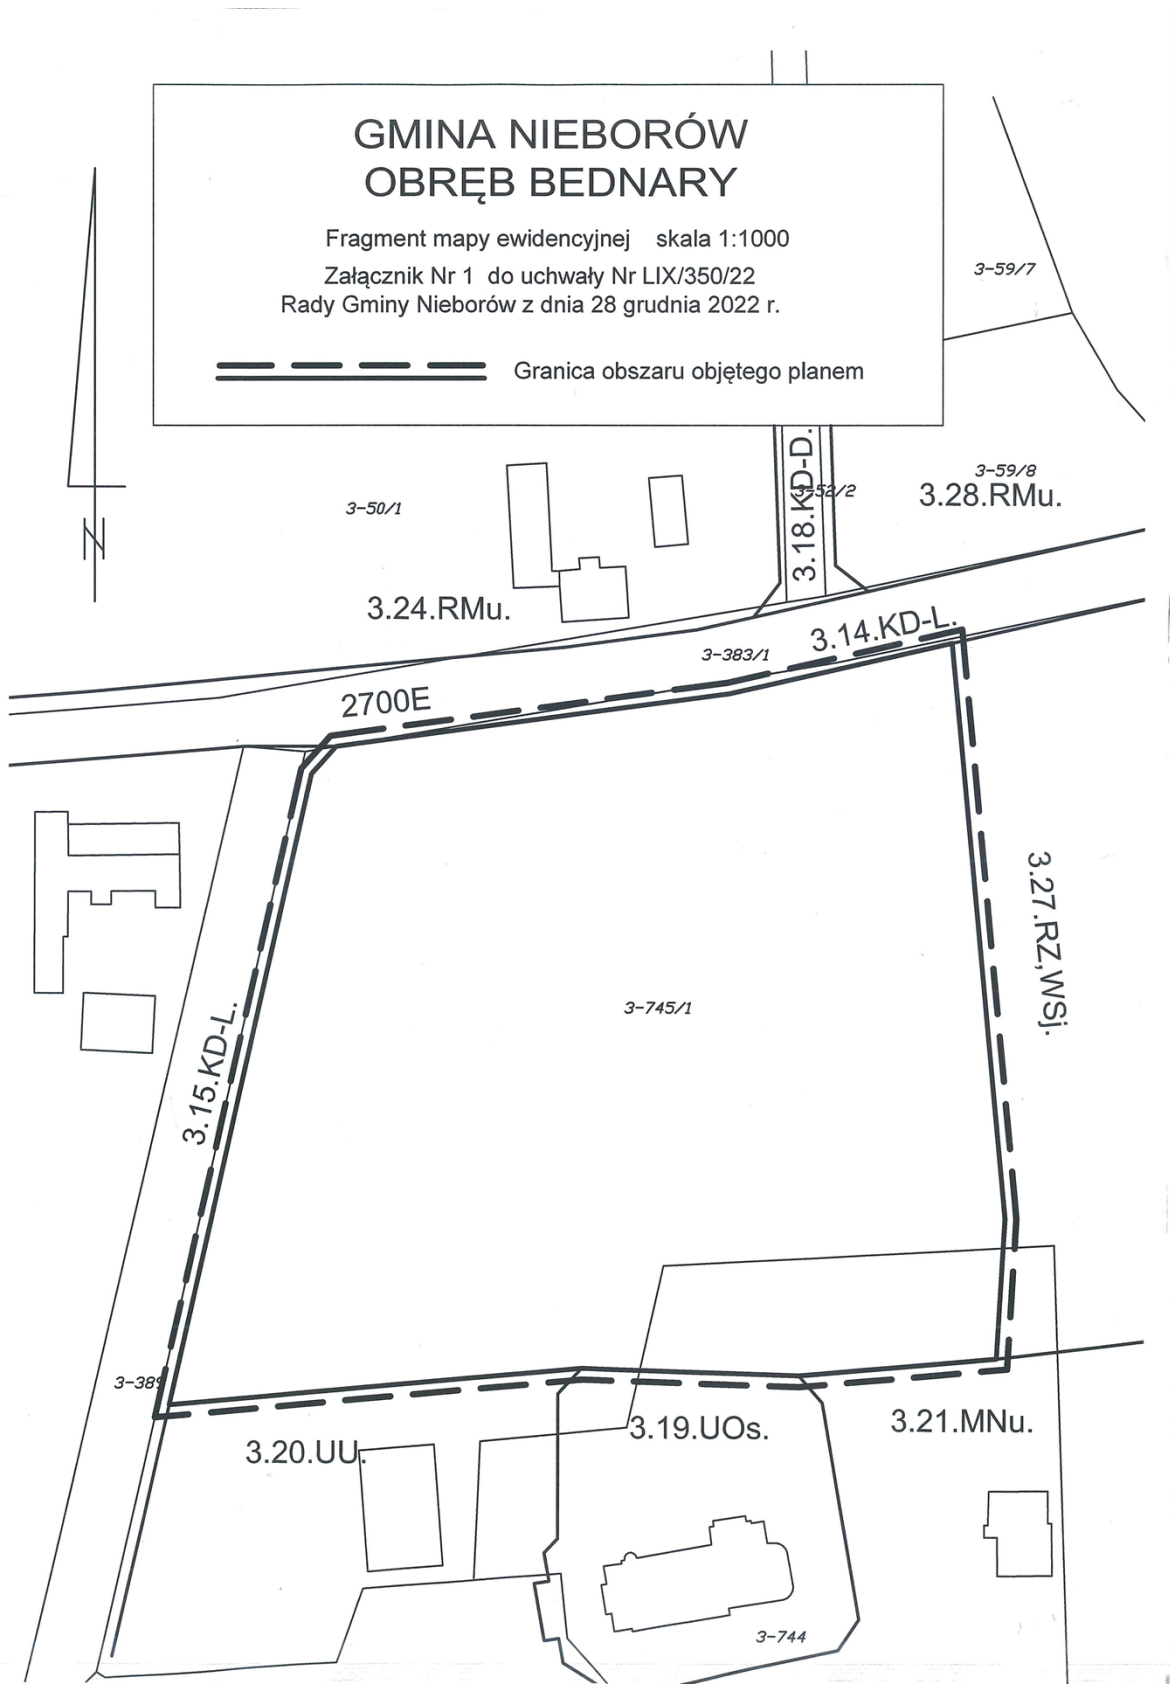 GMINA NIEBORÓW
OBRĘB BEDNARY
Fragment mapy ewidencyjnej skala 1:1000
Załącznik Nr 1 do uchwały Nr LIX/350/22
Rady Gminy Nieborów z dnia 28 grudnia 2022 r.
Granica obszaru objętego planem
N
3-59/7
3-59/8
3.28.RMu.
3-52/2
3.18.KD-D.
3-50/1
3.24.RMu.
3.14.KD-L.
3-383/1
2700E
3.27.RZ,WSj.
3-745/1
3.15.KD-L.
3-389
3.20.UU.
3.19.UOs.
3.21.MNu.
3-744